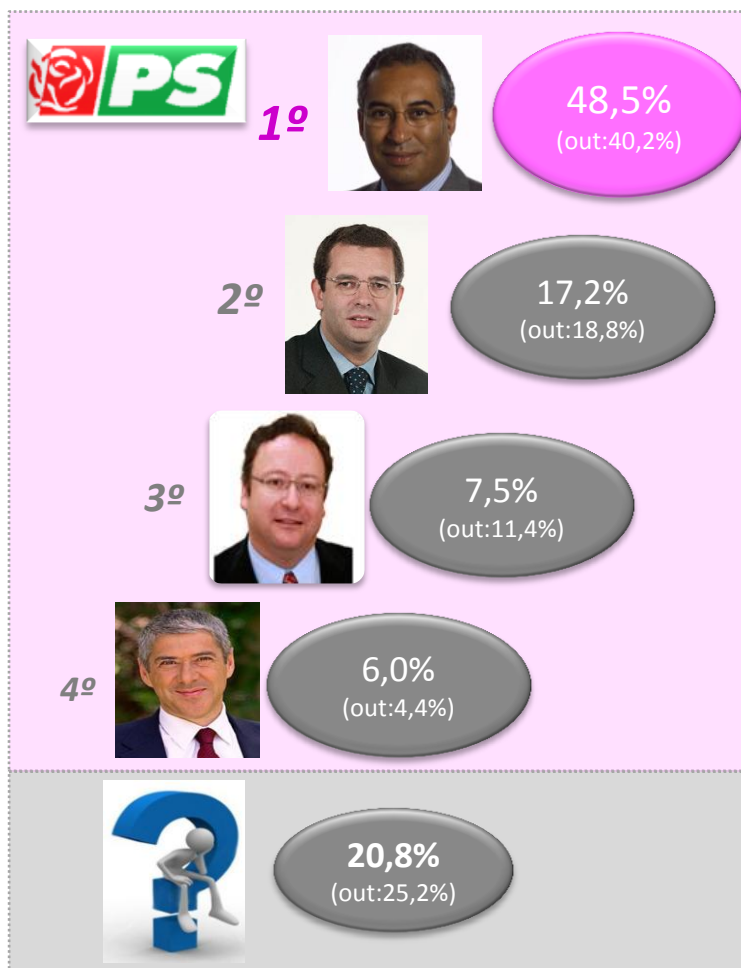 PS
1º
48,5%
(out:40,2%)
2º
17,2%
(out:18,8%)
3º
7,5%
(out:11,4%)
4º
6,0%
(out:4,4%)
20,8%
(out:25,2%)